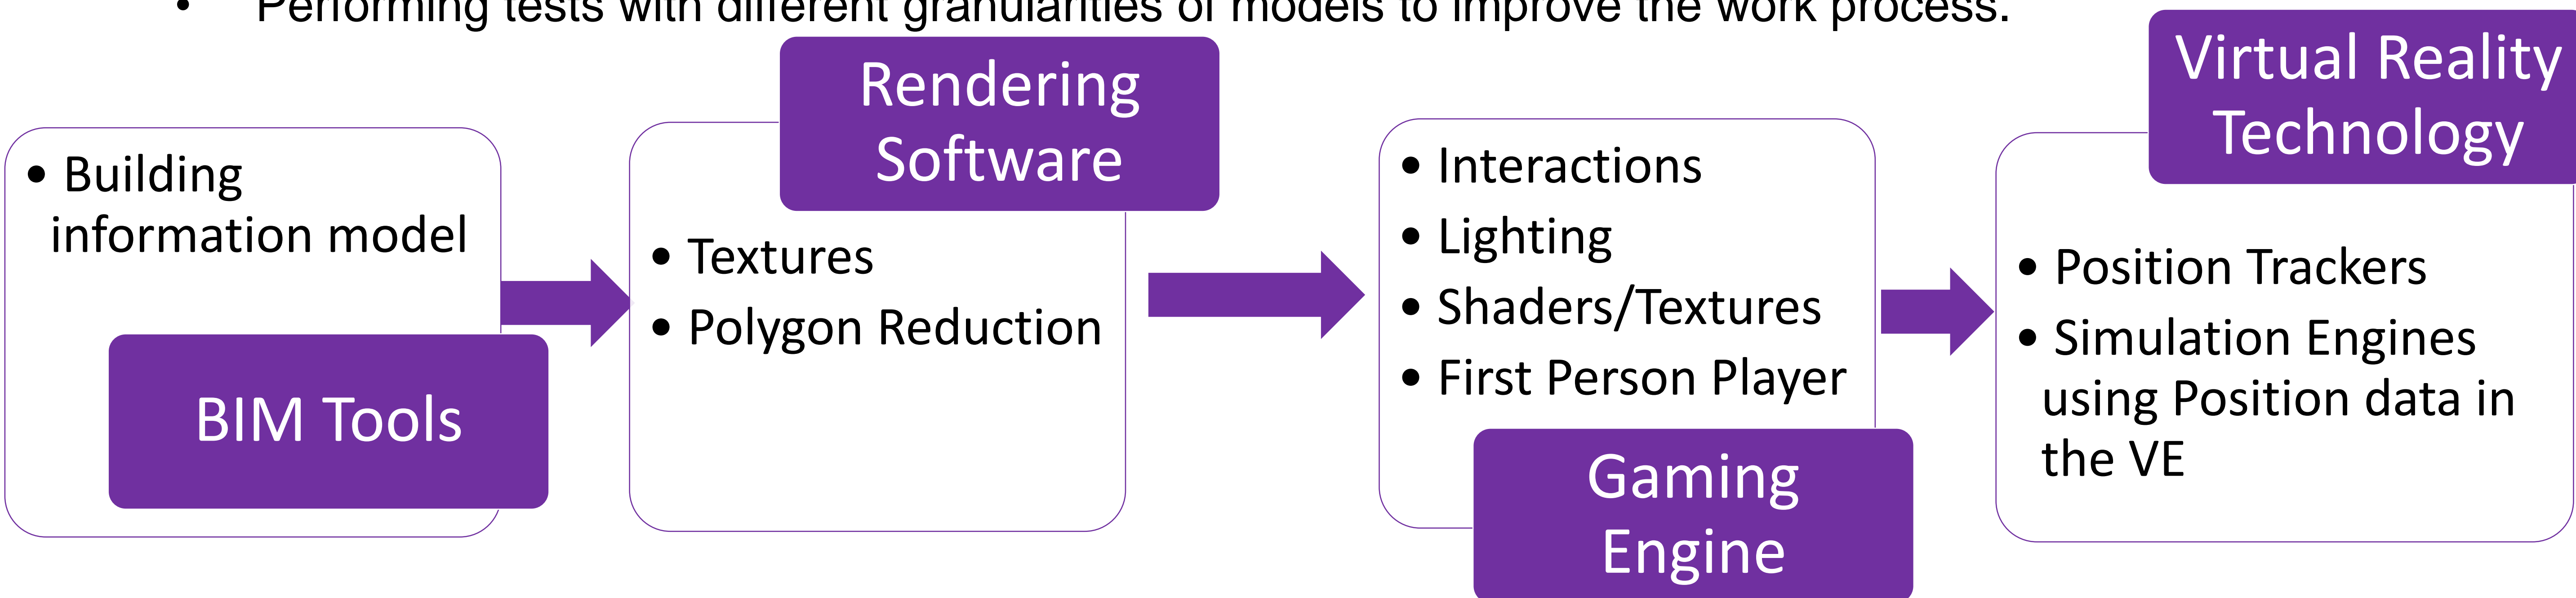 • Performing tests with different granularities of models to improve the work process.
• Building
information model
BIM Tools
Rendering
Software
• Textures
• Polygon Reduction
• Interactions
• Lighting
• Shaders/Textures
• First Person Player
Gaming
Engine
Virtual Reality
Technology
• Position Trackers
• Simulation Engines
using Position data in
the VE